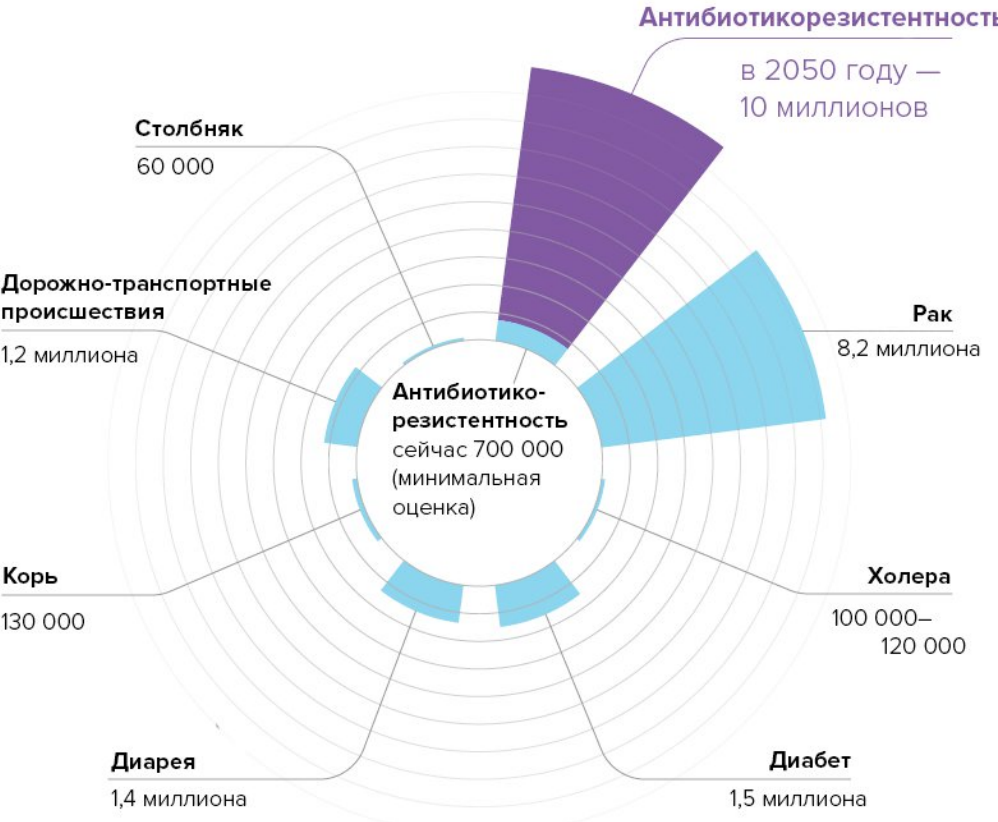 Антибиотикорезистентность
в 2050 году —
10 миллионов
Столбняк
60 000
Дорожно-транспортные
происшествия
1,2 миллиона
Рак
8,2 миллиона
Антибиотико-
резистентность
сейчас 700 000
(минимальная
оценка)
Корь
130 000
Холера
100 000–
120 000
Диарея
1,4 миллиона
Диабет
1,5 миллиона